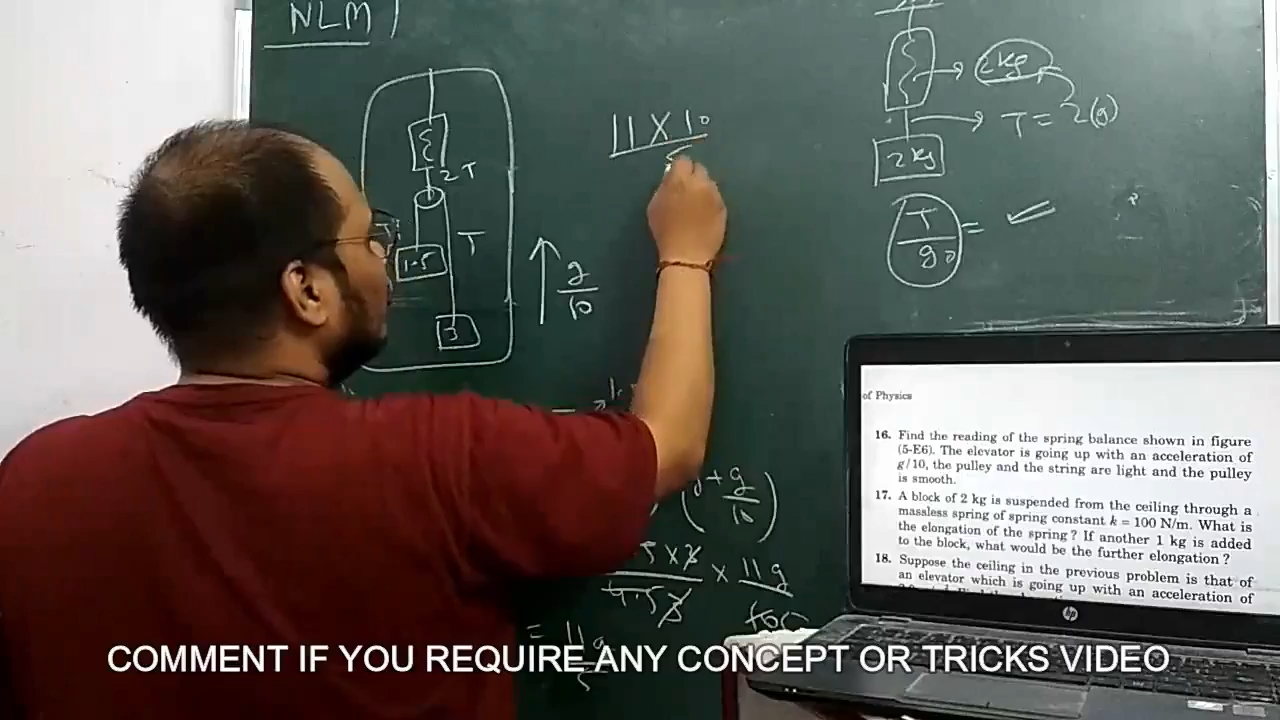 NLM
2T
T
1.5
3
g
10
11 X 10
5
2kg
T = 2(g)
2kg
T
g
=
of Physics
16. Find the reading of the spring balance shown in figure
(5-E6). The elevator is going up with an acceleration of
g/10, the pulley and the string are light and the pulley
is smooth.
17. A block of 2 kg is suspended from the ceiling through a
massless spring of spring constant k = 100 N/m. What is
the elongation of the spring ? If another 1 kg is added
to the block, what would be the further elongation ?
18. Suppose the ceiling in the previous problem is that of
an elevator which is going up with an acceleration of
+ g
10
5 X 3
4.5
X 11g
= 11g
5
hp
COMMENT IF YOU REQUIRE ANY CONCEPT OR TRICKS VIDEO